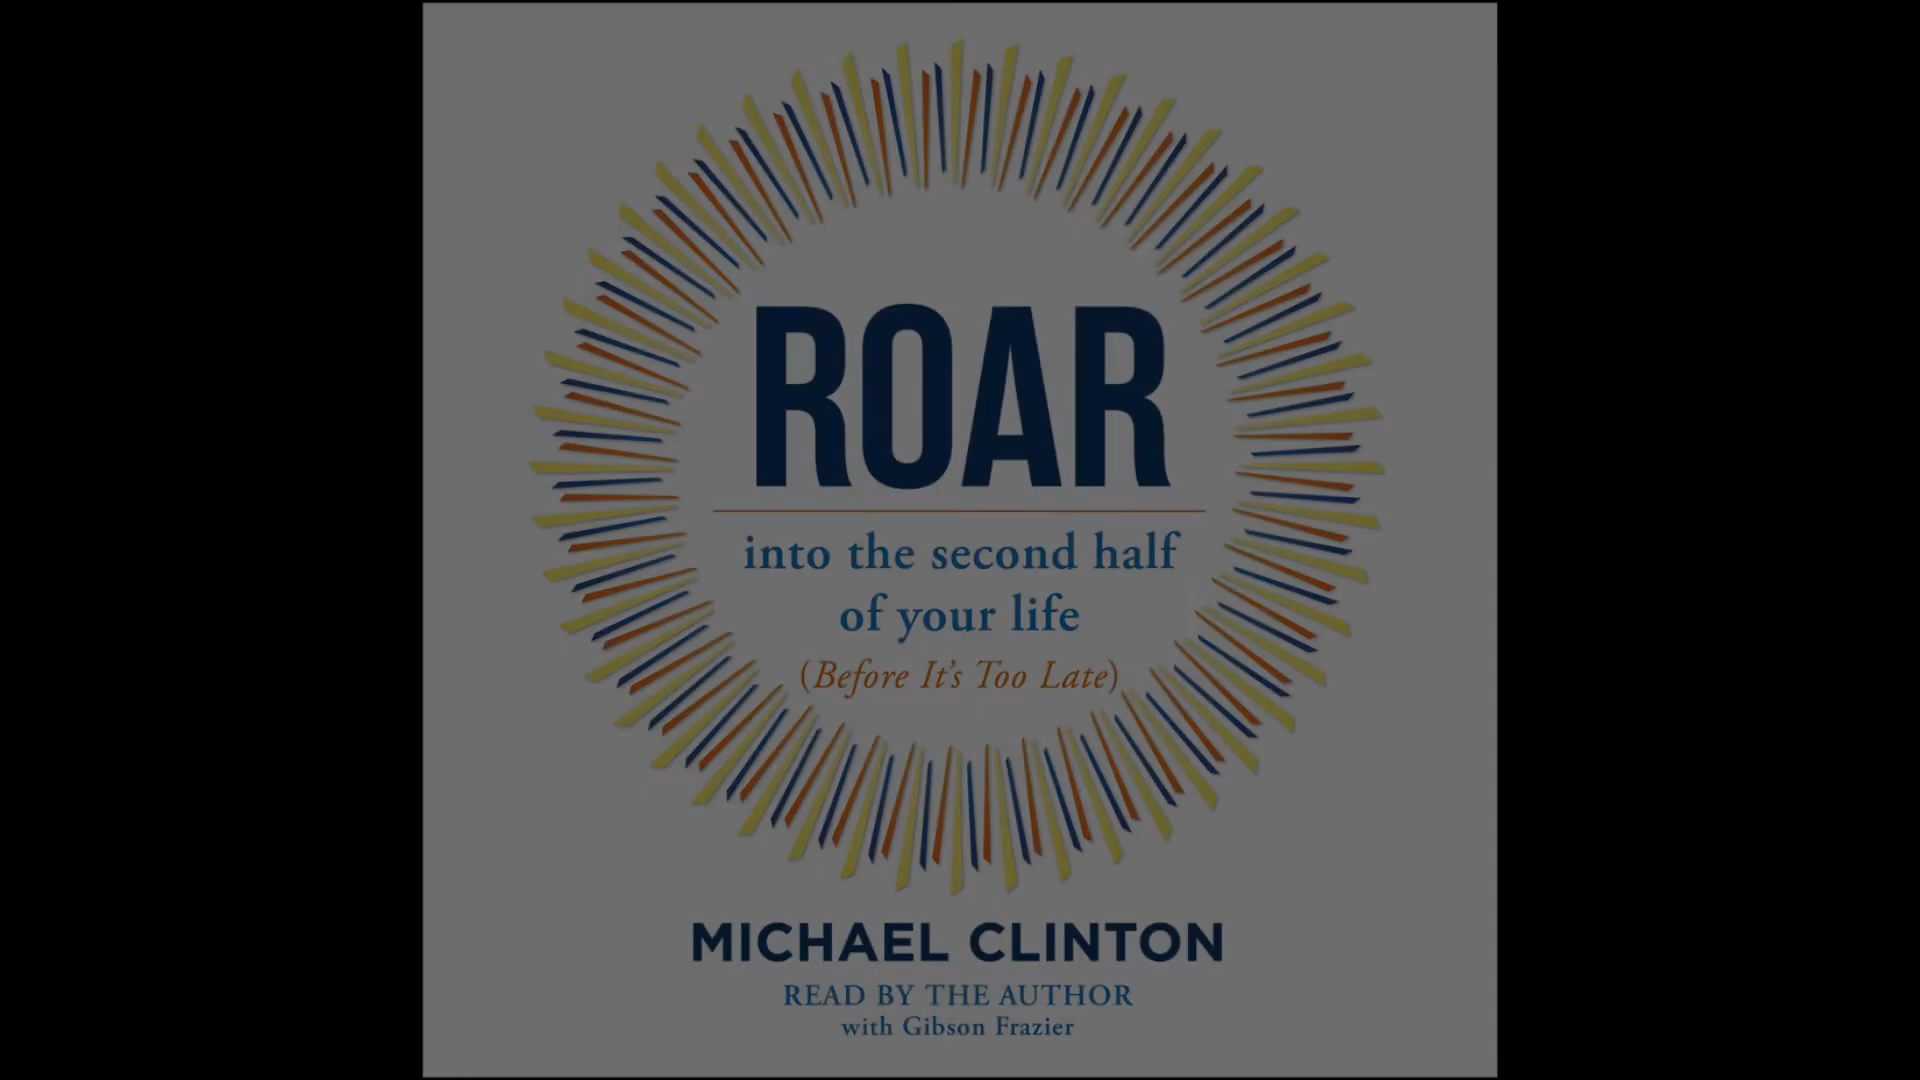 ROAR
into the second half
of your life
(Before It's Too Late)
MICHAEL CLINTON
READ BY THE AUTHOR
with Gibson Frazier